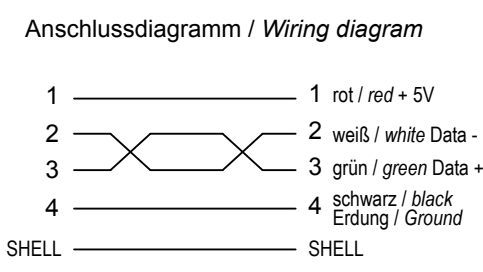 Anschlussdiagramm / Wiring diagram
1 1 rot / red + 5V
2 2 weiß / white Data -
3 3 grün / green Data +
4 4 schwarz / black
Erdung / Ground
SHELL SHELL